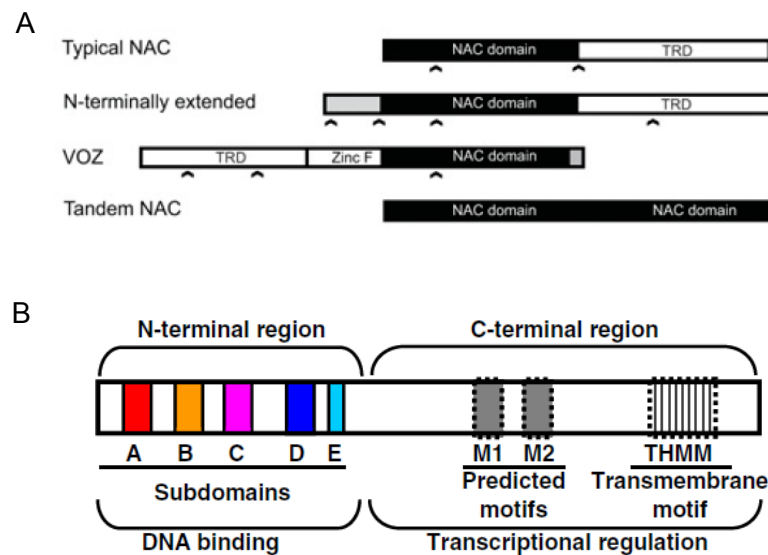 A
Typical NAC NAC domain TRD
N-terminally extended NAC domain TRD
VOZ TRD Zinc F NAC domain
Tandem NAC NAC domain NAC domain
B
N-terminal region C-terminal region
A B C D E M1 M2 THMM
Subdomains Predicted motifs Transmembrane motif
DNA binding Transcriptional regulation